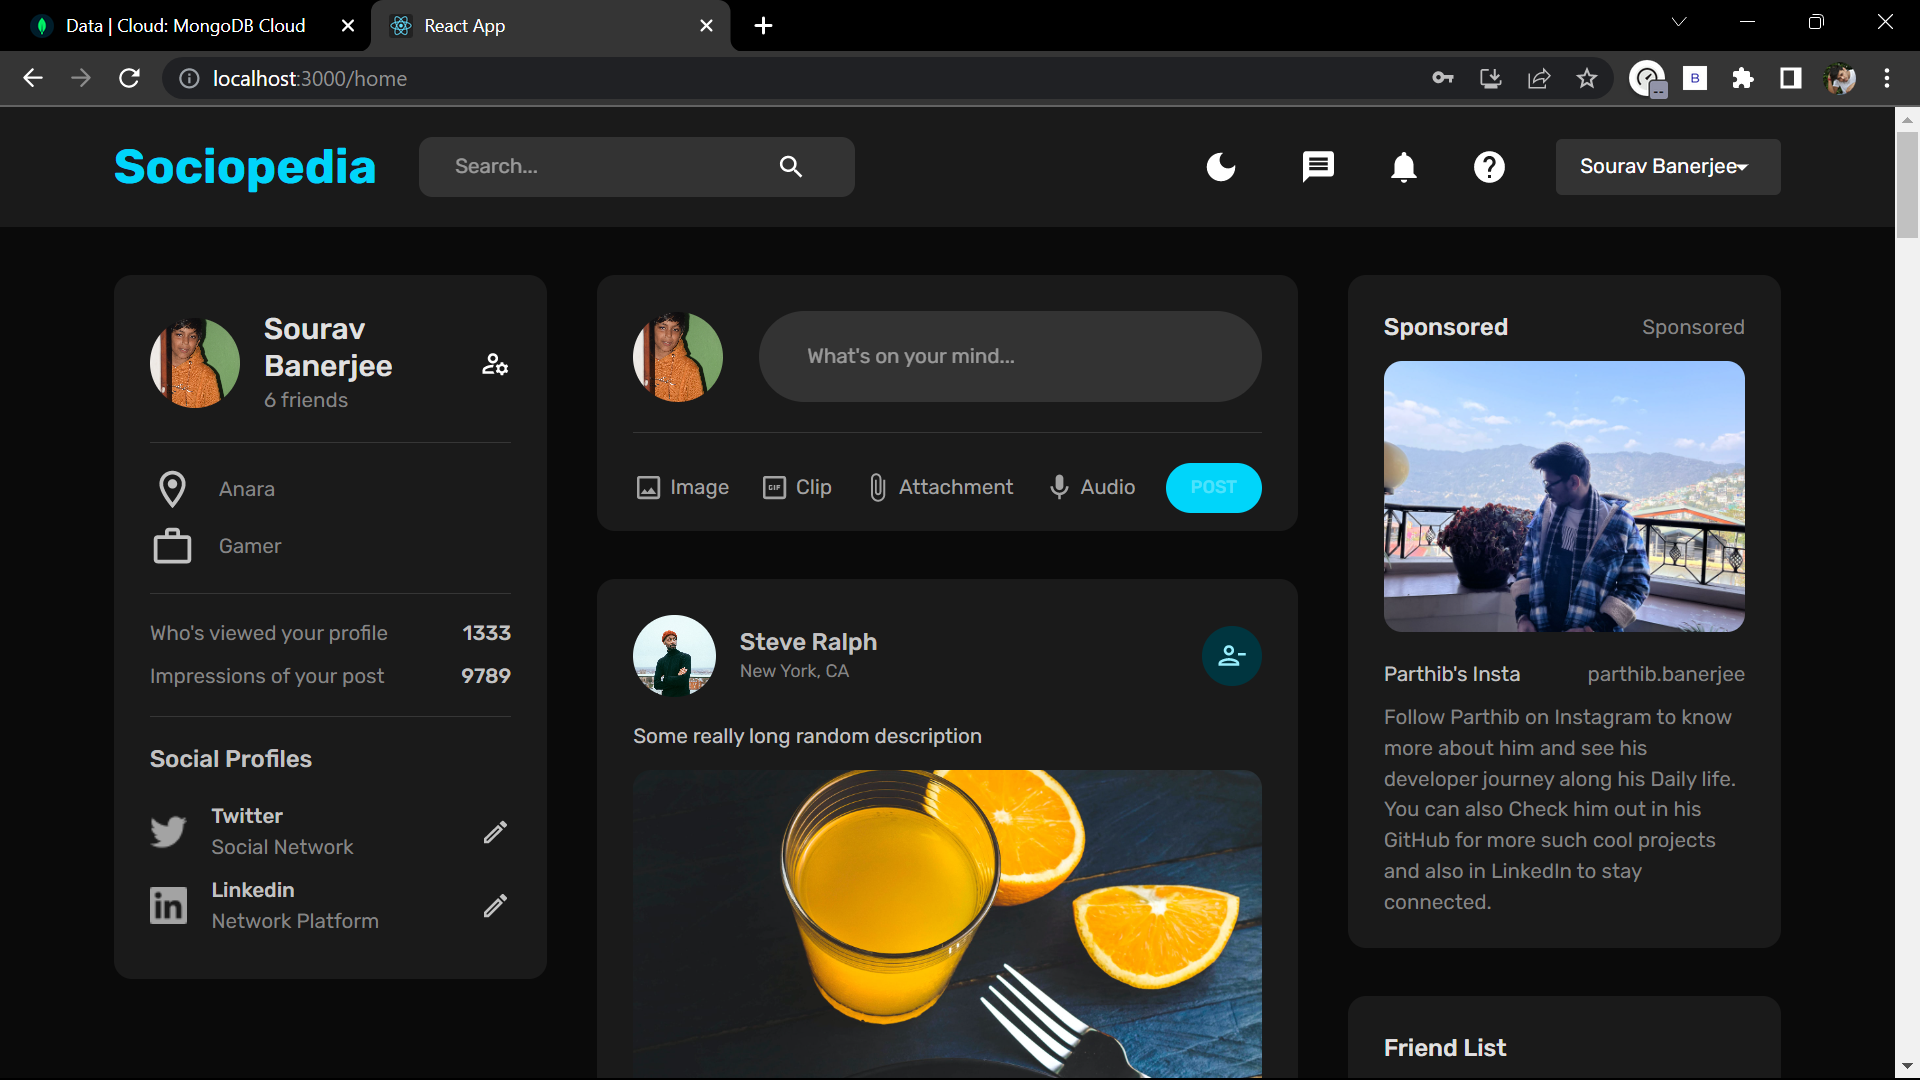 Data | Cloud: MongoDB Cloud
React App
localhost:3000/home
B
Sociopedia
Search...
Sourav Banerjee
Sourav
Banerjee
6 friends
Anara
Gamer
Who's viewed your profile 1333
Impressions of your post 9789
Social Profiles
Twitter
Social Network
Linkedin
Network Platform
What's on your mind...
Image
GIF Clip
Attachment
Audio
POST
Steve Ralph
New York, CA
Some really long random description
Sponsored Sponsored
Parthib's Insta parthib.banerjee
Follow Parthib on Instagram to know
more about him and see his
developer journey along his Daily life.
You can also Check him out in his
GitHub for more such cool projects
and also in LinkedIn to stay
connected.
Friend List